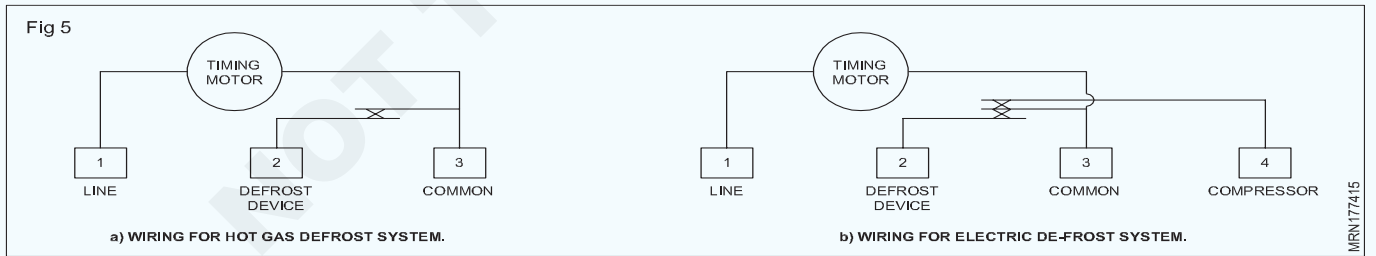 Fig 5
TIMING
MOTOR
1
LINE
2
DEFROST
DEVICE
3
COMMON
a) WIRING FOR HOT GAS DEFROST SYSTEM.
TIMING
MOTOR
1
LINE
2
DEFROST
DEVICE
3
COMMON
4
COMPRESSOR
b) WIRING FOR ELECTRIC DE-FROST SYSTEM.
MRN177415
NOT T